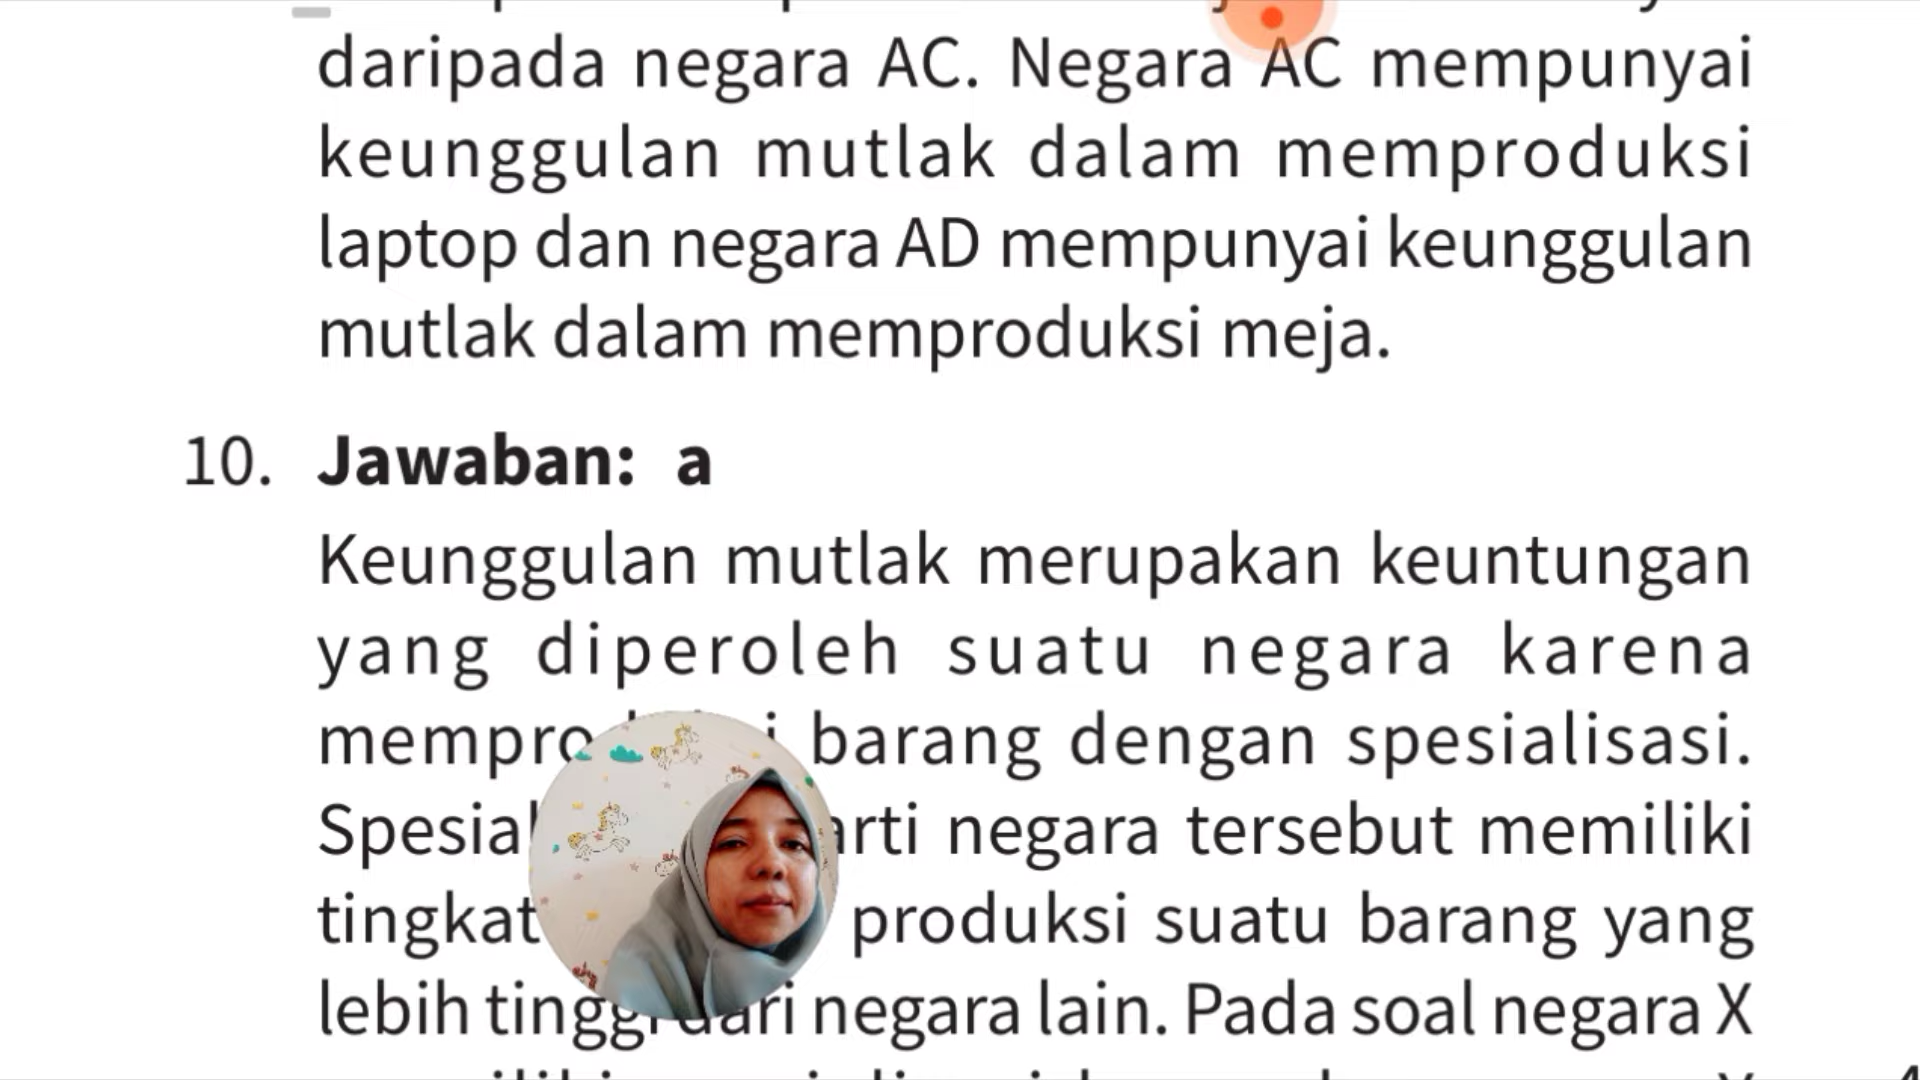 daripada negara AC. Negara AC mempunyai
keunggulan mutlak dalam memproduksi
laptop dan negara AD mempunyai keunggulan
mutlak dalam memproduksi meja.
10. Jawaban: a
Keunggulan mutlak merupakan keuntungan
yang diperoleh suatu negara karena
barang dengan spesialisasi.
negara tersebut memiliki
tingkat produksi suatu barang yang
lebih tinggi dari negara lain. Pada soal negara X